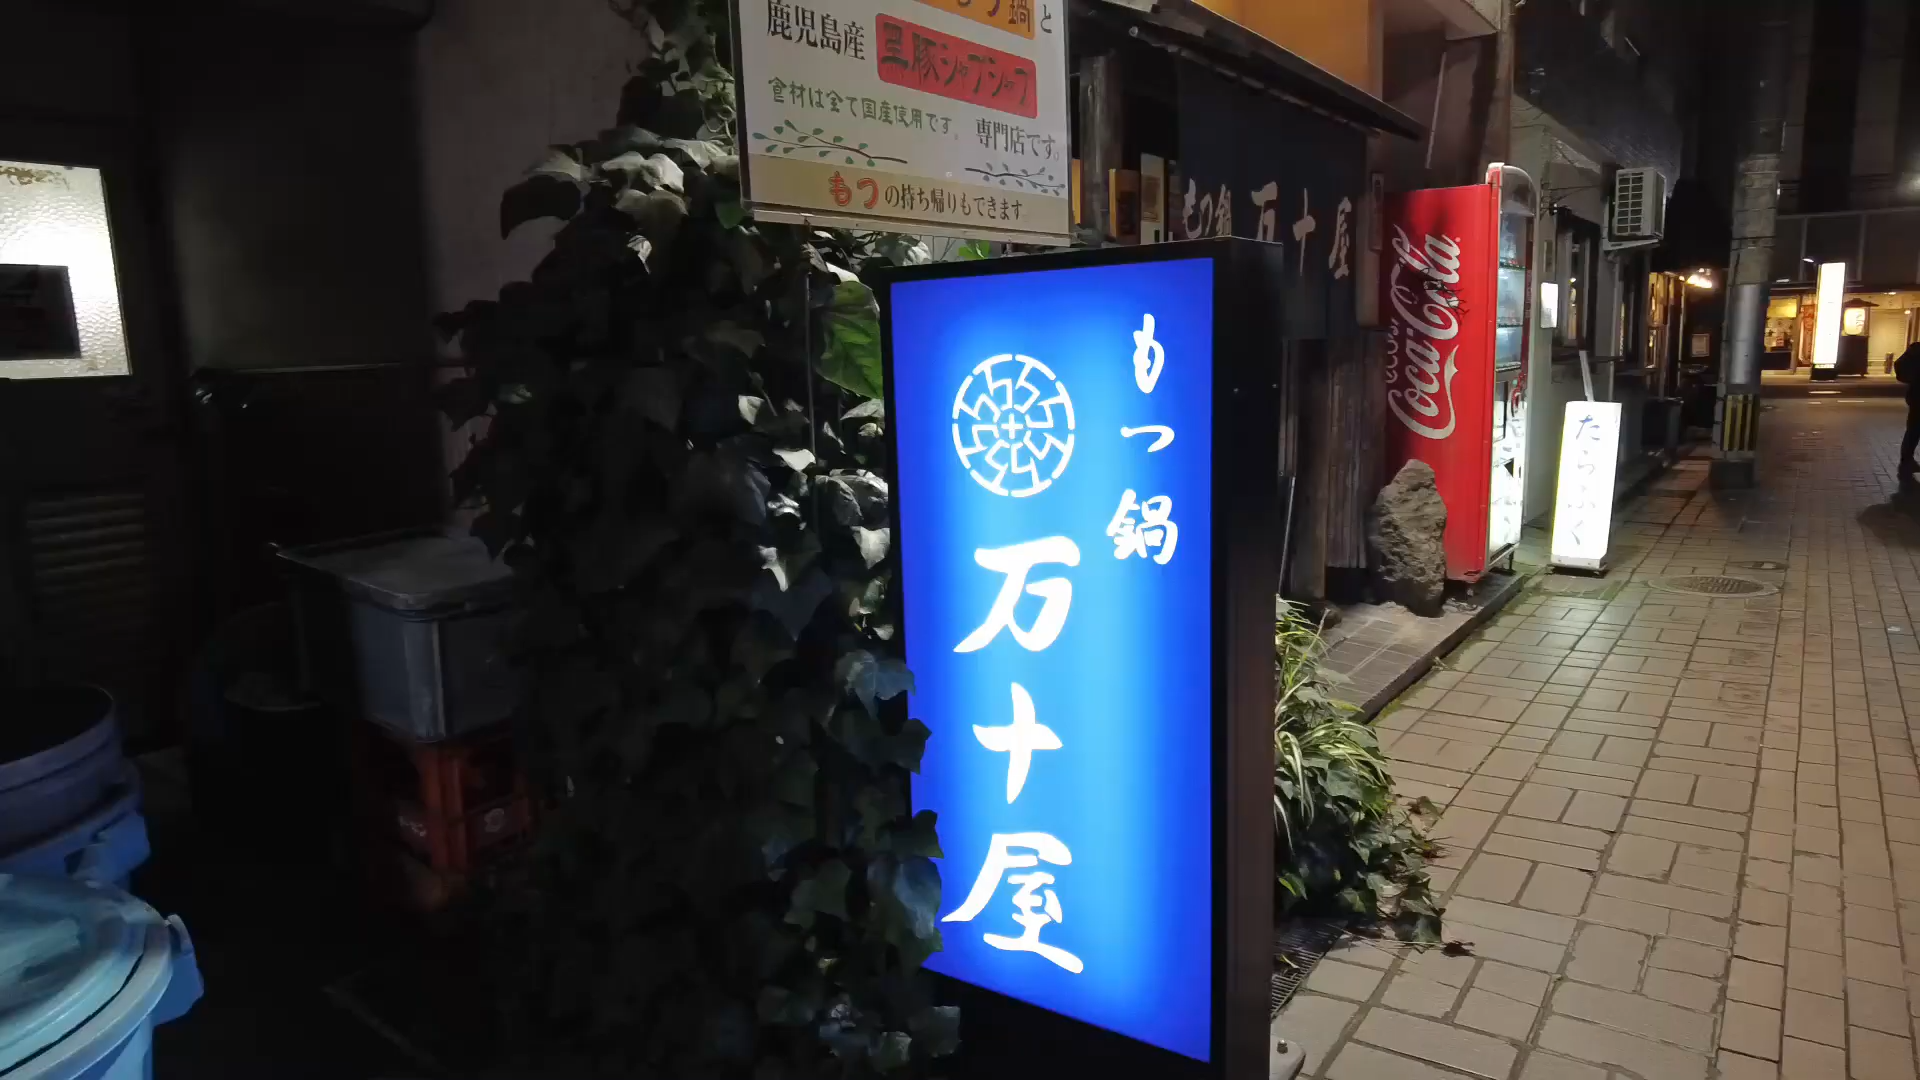 もつ鍋と
鹿児島産
黒豚シャブシャブ
食材は全て国産使用です。
専門店です。
もつの持ち帰りもできます
もつ鍋
万十屋
もつ鍋 万十屋
Coca-Cola
たらふく